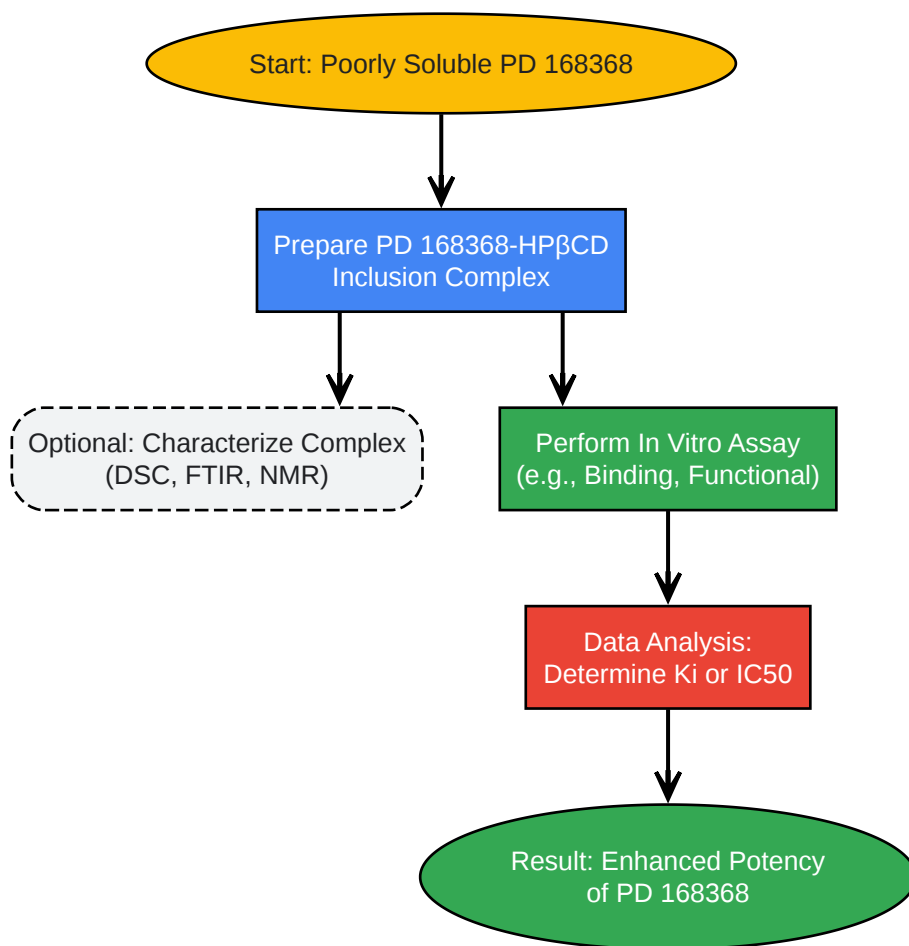 Start: Poorly Soluble PD 168368
Prepare PD 168368-HPβCD
Inclusion Complex
Optional: Characterize Complex
(DSC, FTIR, NMR)
Perform In Vitro Assay
(e.g., Binding, Functional)
Data Analysis:
Determine Ki or IC50
Result: Enhanced Potency
of PD 168368